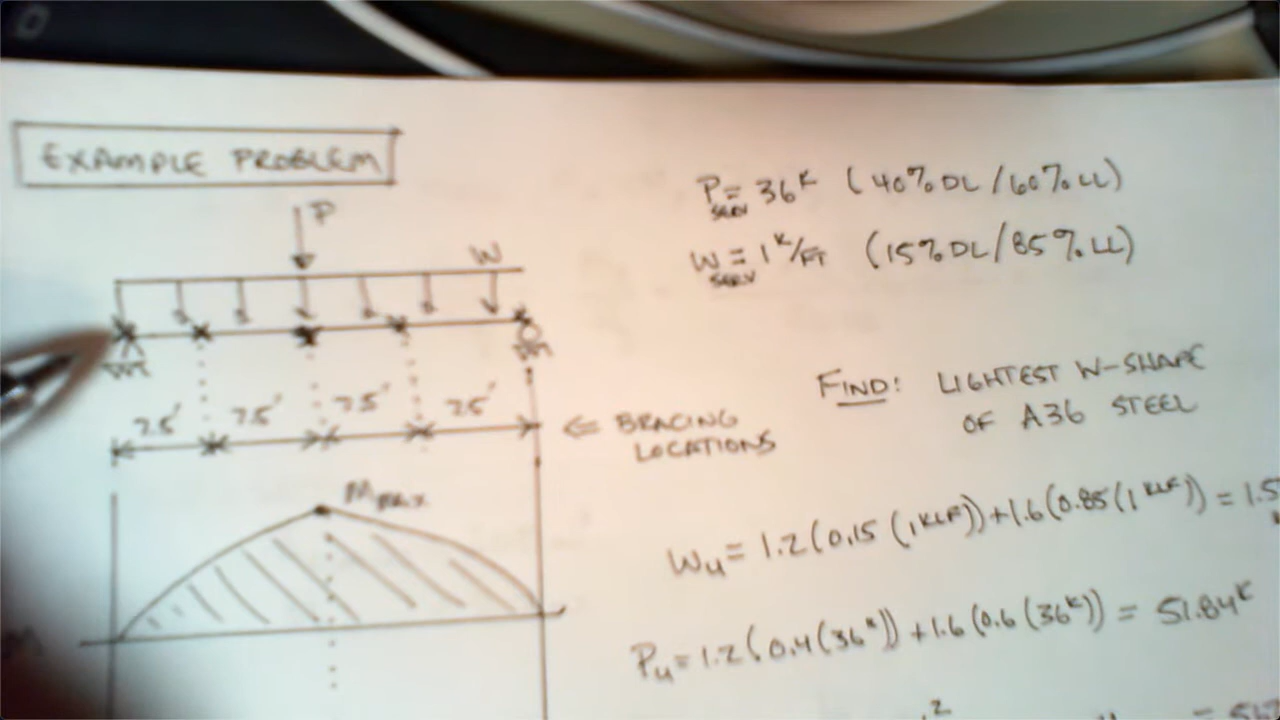 EXAMPLE PROBLEM
P
W
7.5' 7.5' 7.5' 7.5'
← BRACING
LOCATIONS
M MAX
P = 36ᴷ (40% DL / 60% LL)
SERV
W = 1 ᴷ/FT (15% DL / 85% LL)
SERV
FIND: LIGHTEST W-SHAPE
OF A36 STEEL
Wu = 1.2(0.15 (1ᴷᴸᶠ)) + 1.6(0.85(1ᴷᴸᶠ)) = 1.5
Pu = 1.2(0.4(36ᴷ)) + 1.6(0.6(36ᴷ)) = 51.84ᴷ